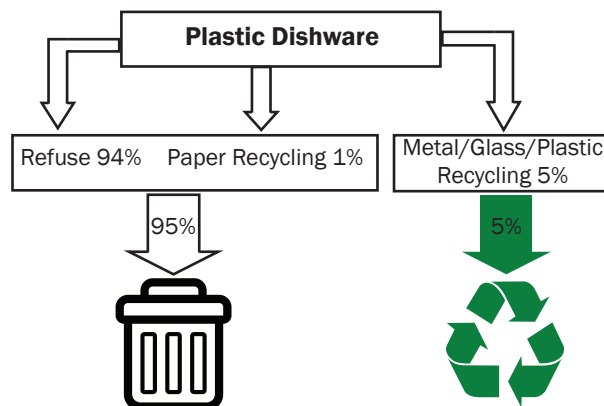 Plastic Dishware
Refuse 94% Paper Recycling 1%
Metal/Glass/Plastic
Recycling 5%
95%
5%